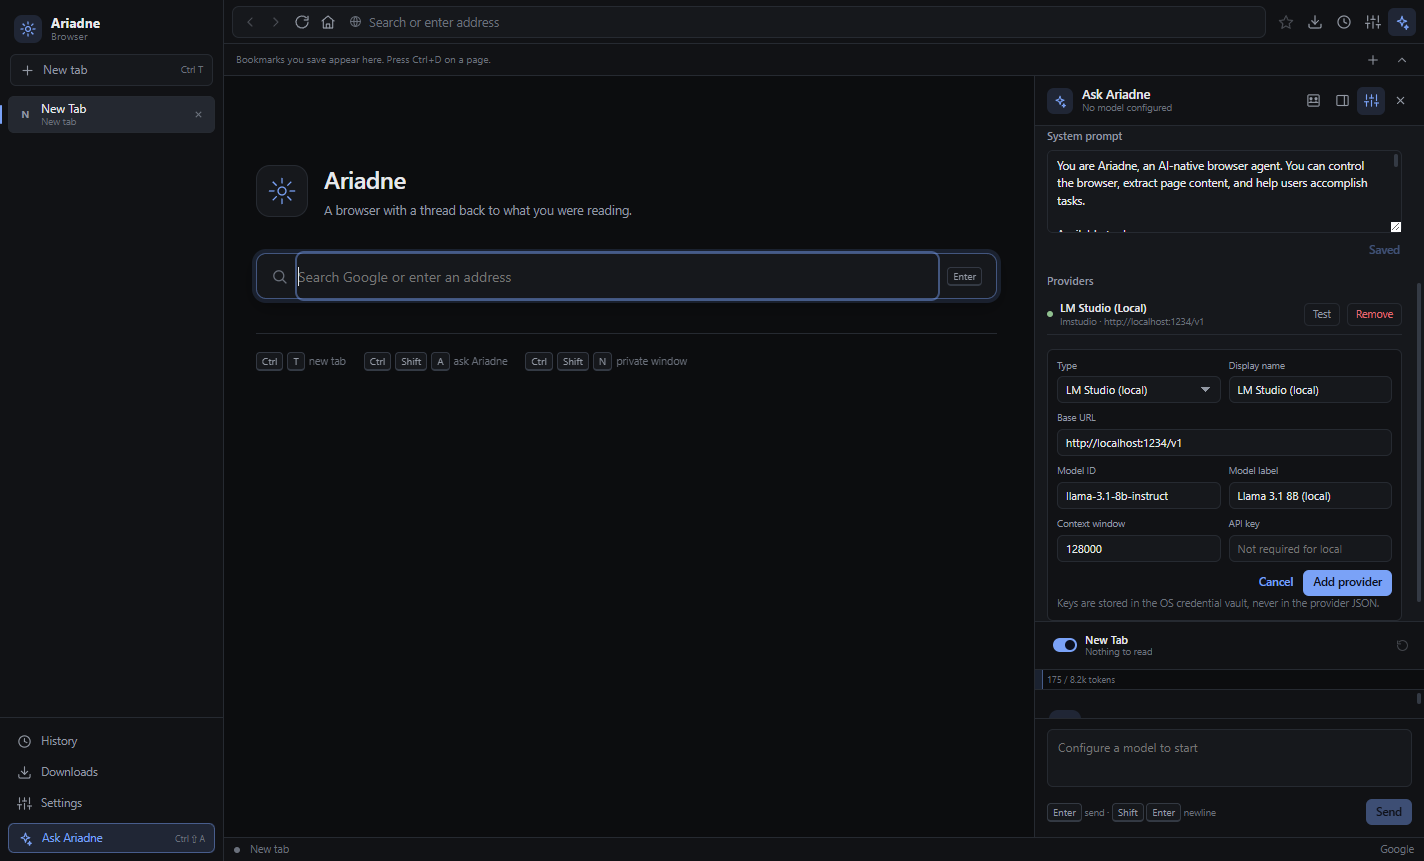 Ariadne
Browser
New tab
Ctrl T
N
New Tab
New tab
History
Downloads
Settings
Ask Ariadne
Ctrl ⇧ A
Search or enter address
Bookmarks you save appear here. Press Ctrl+D on a page.
Ariadne
A browser with a thread back to what you were reading.
Search Google or enter an address
Enter
Ctrl T new tab Ctrl Shift A ask Ariadne Ctrl Shift N private window
Ask Ariadne
No model configured
System prompt
You are Ariadne, an AI-native browser agent. You can control
the browser, extract page content, and help users accomplish
tasks.
Saved
Providers
LM Studio (Local)
lmstudio · http://localhost:1234/v1
Test
Remove
Type
Display name
LM Studio (local)
LM Studio (local)
Base URL
http://localhost:1234/v1
Model ID
Model label
llama-3.1-8b-instruct
Llama 3.1 8B (local)
Context window
API key
128000
Not required for local
Cancel
Add provider
Keys are stored in the OS credential vault, never in the provider JSON.
New Tab
Nothing to read
175 / 8.2k tokens
Configure a model to start
Enter send · Shift Enter newline
Send
New tab
Google